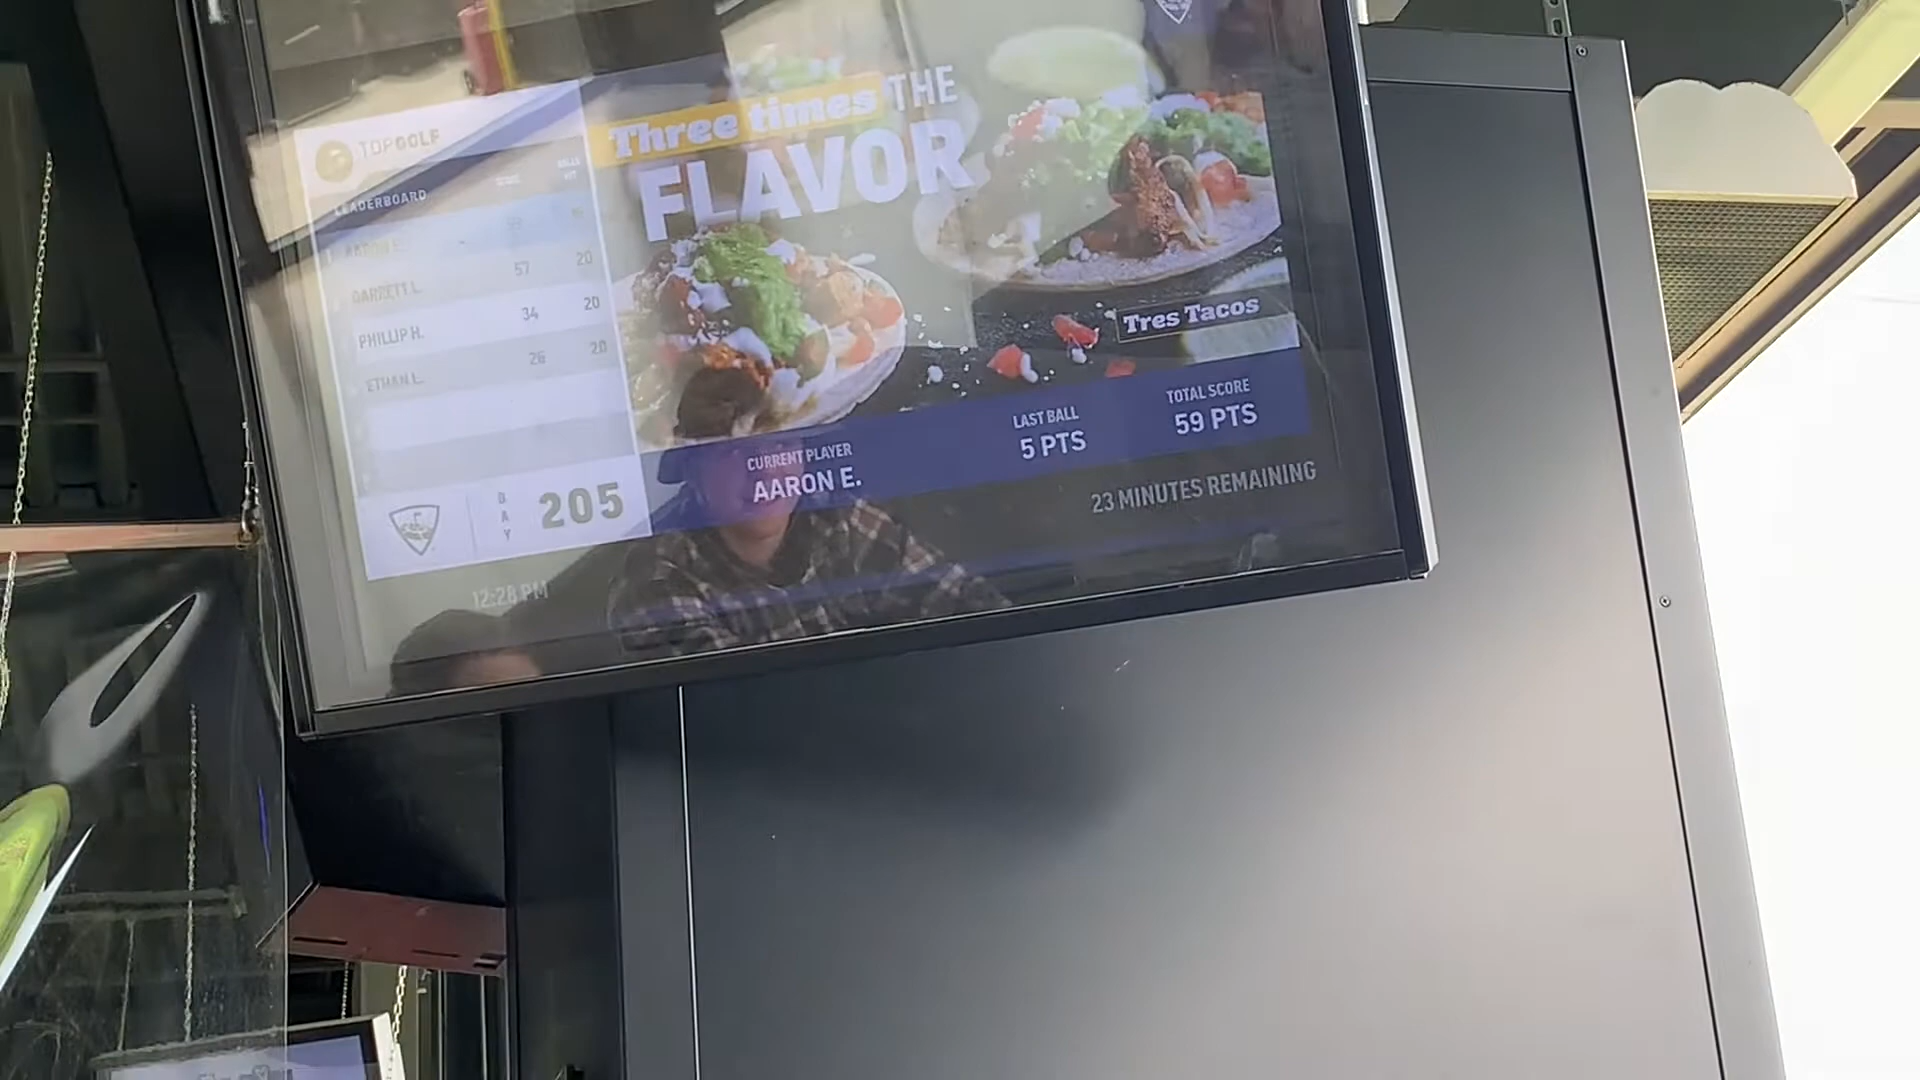 Three times THE
FLAVOR
TOPGOLF
LEADERBOARD
AARON E.
GARRETT L. 57 20
PHILLIP H. 34 20
ETHAN L. 26 20
BAY 205
Tres Tacos
CURRENT PLAYER
AARON E.
LAST BALL
5 PTS
TOTAL SCORE
59 PTS
23 MINUTES REMAINING
12:28 PM